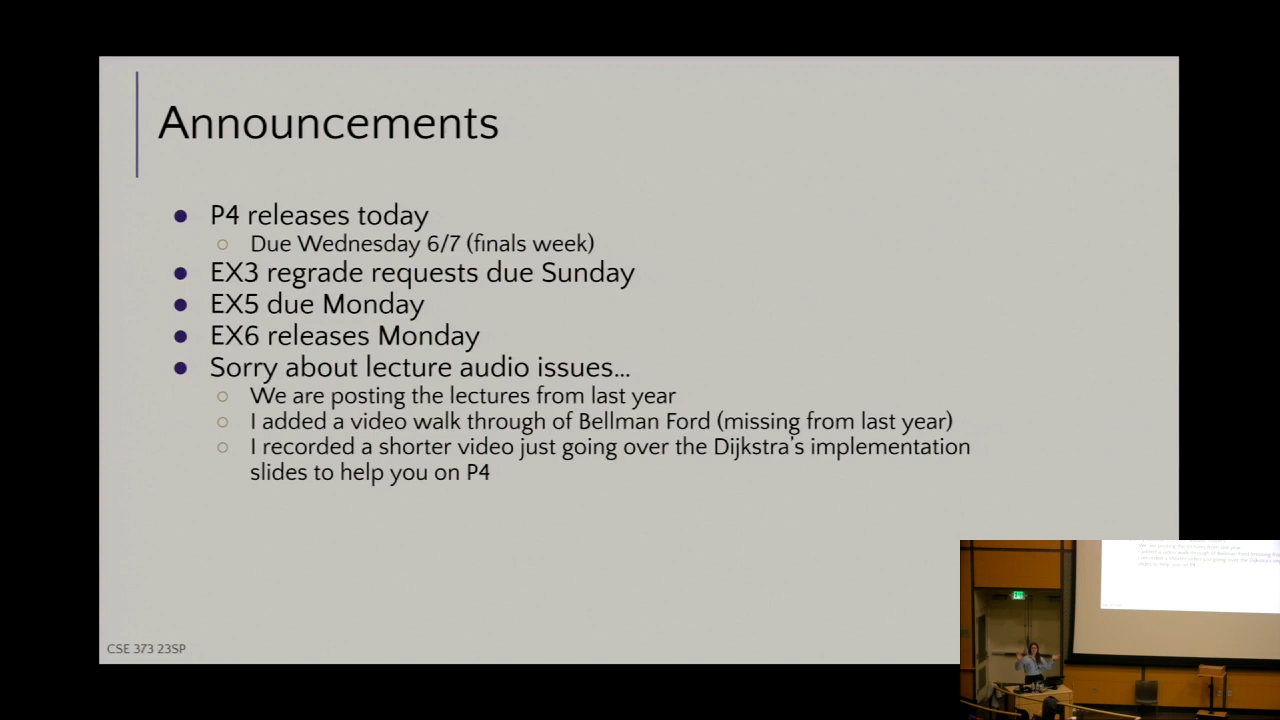 Announcements
● P4 releases today
○ Due Wednesday 6/7 (finals week)
● EX3 regrade requests due Sunday
● EX5 due Monday
● EX6 releases Monday
● Sorry about lecture audio issues...
○ We are posting the lectures from last year
○ I added a video walk through of Bellman Ford (missing from last year)
○ I recorded a shorter video just going over the Dijkstra's implementation
slides to help you on P4
CSE 373 23SP
EXIT